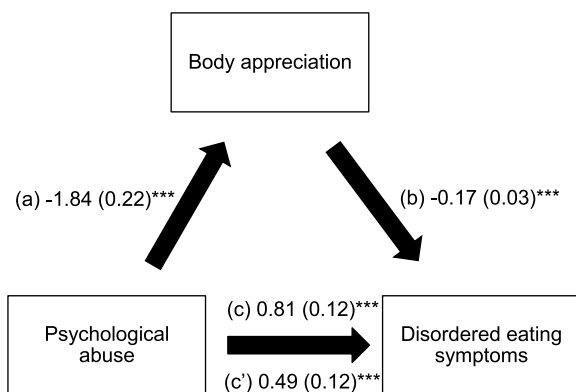 Body appreciation
(a) -1.84 (0.22)***
(b) -0.17 (0.03)***
(c) 0.81 (0.12)***
Psychological
abuse
Disordered eating
symptoms
(c’) 0.49 (0.12)***